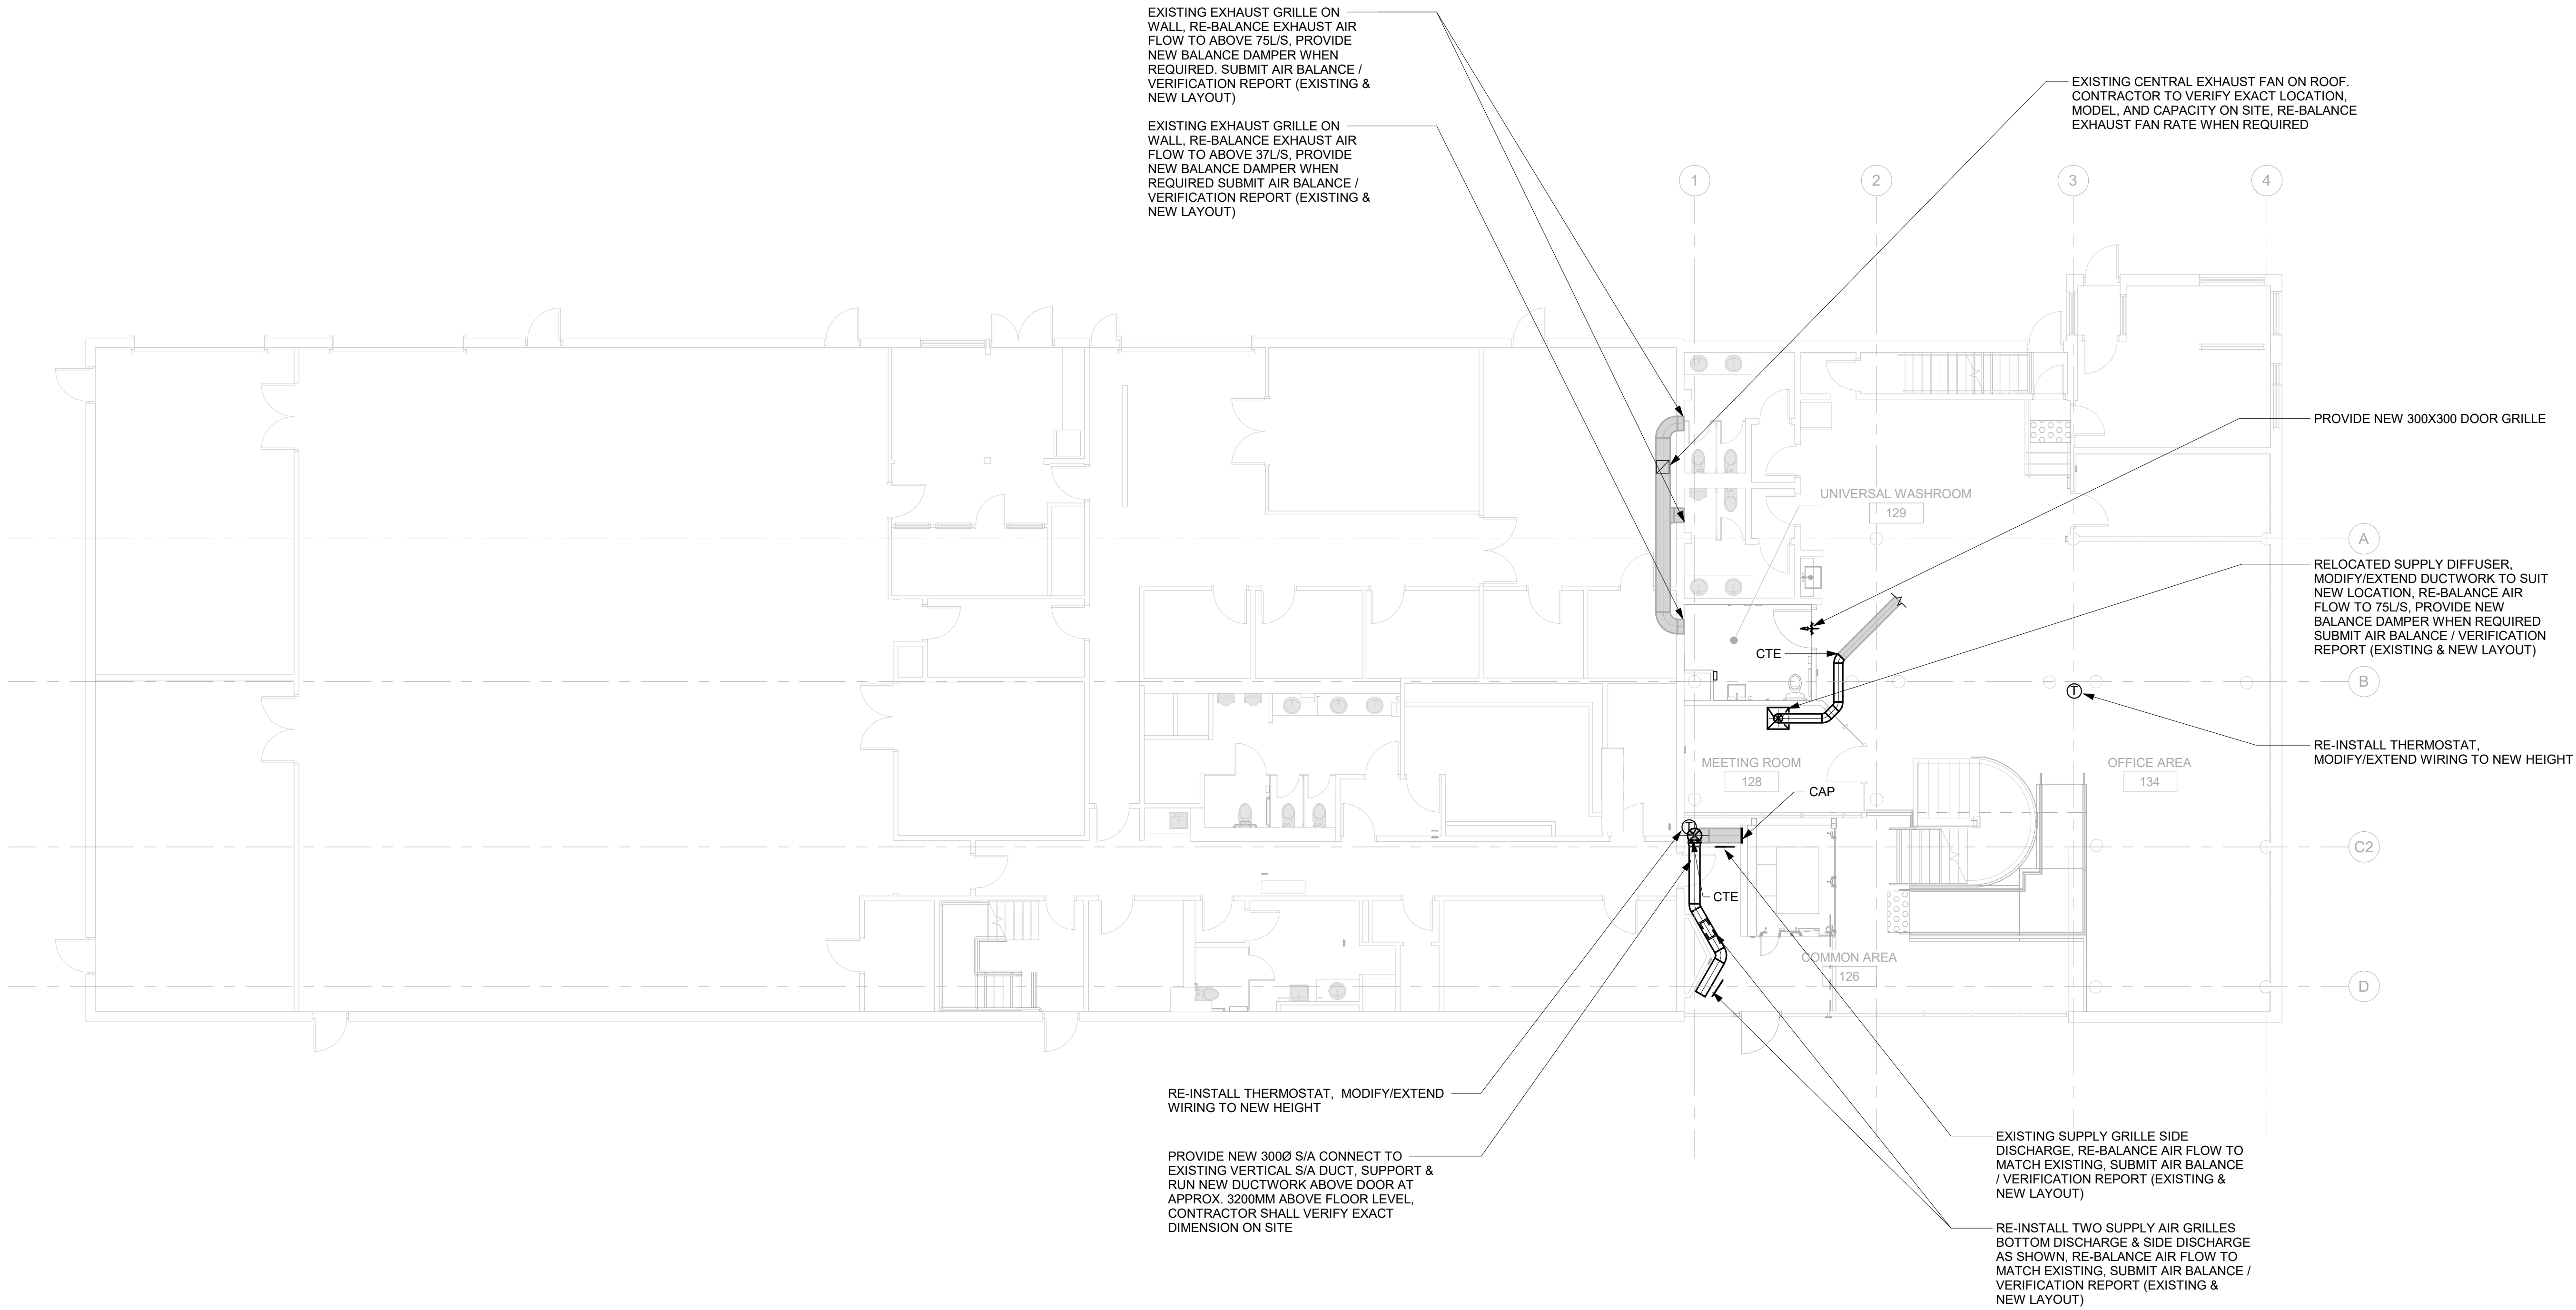 EXISTING EXHAUST GRILLE ON
WALL, RE-BALANCE EXHAUST AIR
FLOW TO ABOVE 75L/S, PROVIDE
NEW BALANCE DAMPER WHEN
REQUIRED. SUBMIT AIR BALANCE /
VERIFICATION REPORT (EXISTING &
NEW LAYOUT)
EXISTING EXHAUST GRILLE ON
WALL, RE-BALANCE EXHAUST AIR
FLOW TO ABOVE 37L/S, PROVIDE
NEW BALANCE DAMPER WHEN
REQUIRED SUBMIT AIR BALANCE /
VERIFICATION REPORT (EXISTING &
NEW LAYOUT)
EXISTING CENTRAL EXHAUST FAN ON ROOF.
CONTRACTOR TO VERIFY EXACT LOCATION,
MODEL, AND CAPACITY ON SITE, RE-BALANCE
EXHAUST FAN RATE WHEN REQUIRED
1
2
3
4
PROVIDE NEW 300X300 DOOR GRILLE
UNIVERSAL WASHROOM
129
A
RELOCATED SUPPLY DIFFUSER,
MODIFY/EXTEND DUCTWORK TO SUIT
NEW LOCATION, RE-BALANCE AIR
FLOW TO 75L/S, PROVIDE NEW
BALANCE DAMPER WHEN REQUIRED
SUBMIT AIR BALANCE / VERIFICATION
REPORT (EXISTING & NEW LAYOUT)
CTE
B
T
RE-INSTALL THERMOSTAT,
MODIFY/EXTEND WIRING TO NEW HEIGHT
MEETING ROOM
128
OFFICE AREA
134
CAP
T
C2
CTE
COMMON AREA
126
D
RE-INSTALL THERMOSTAT, MODIFY/EXTEND
WIRING TO NEW HEIGHT
PROVIDE NEW 300Ø S/A CONNECT TO
EXISTING VERTICAL S/A DUCT, SUPPORT &
RUN NEW DUCTWORK ABOVE DOOR AT
APPROX. 3200MM ABOVE FLOOR LEVEL,
CONTRACTOR SHALL VERIFY EXACT
DIMENSION ON SITE
EXISTING SUPPLY GRILLE SIDE
DISCHARGE, RE-BALANCE AIR FLOW TO
MATCH EXISTING, SUBMIT AIR BALANCE
/ VERIFICATION REPORT (EXISTING &
NEW LAYOUT)
RE-INSTALL TWO SUPPLY AIR GRILLES
BOTTOM DISCHARGE & SIDE DISCHARGE
AS SHOWN, RE-BALANCE AIR FLOW TO
MATCH EXISTING, SUBMIT AIR BALANCE /
VERIFICATION REPORT (EXISTING &
NEW LAYOUT)